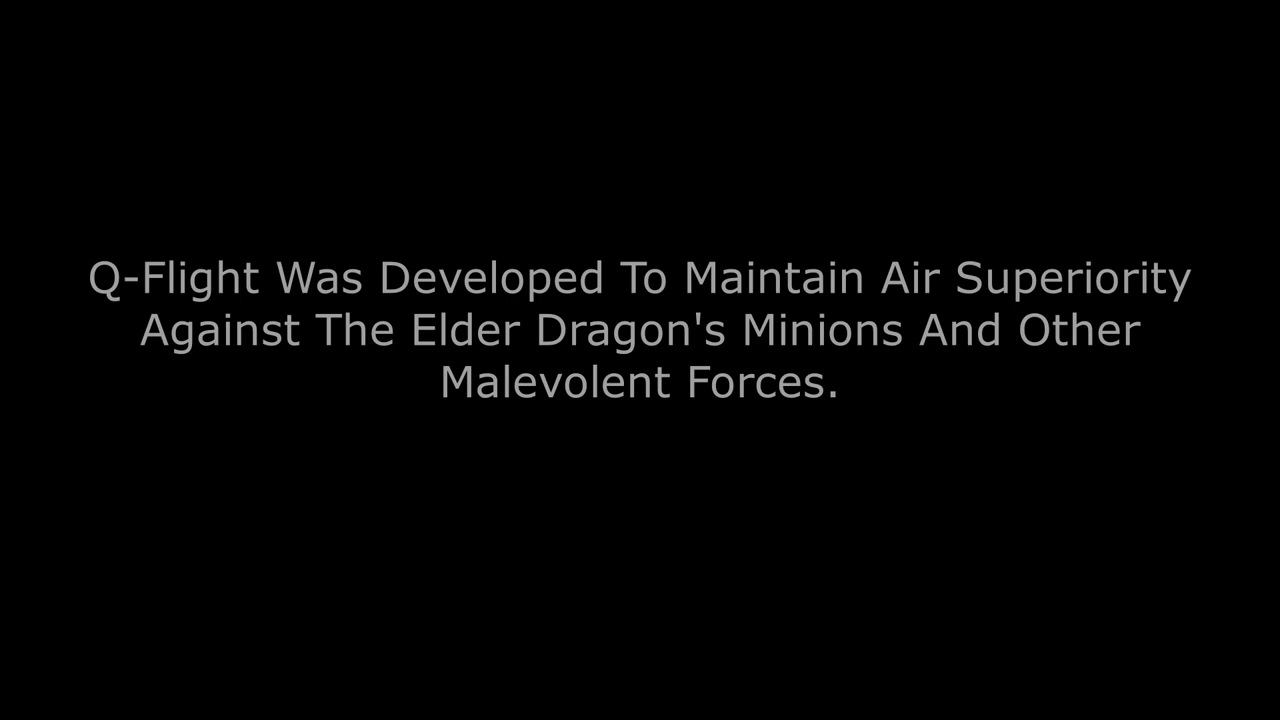 Q-Flight Was Developed To Maintain Air Superiority
Against The Elder Dragon's Minions And Other
Malevolent Forces.